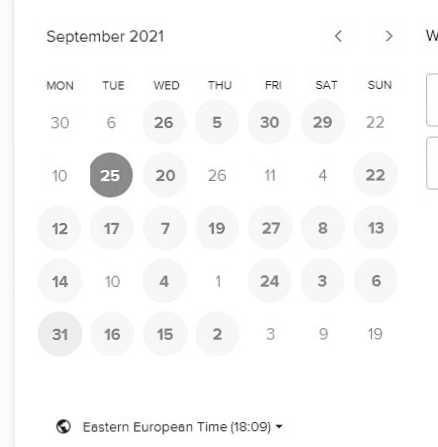 September 2021
W
MON TUE WED THU FRI SAT SUN
30 6 26 5 30 29 22
10 25 20 26 11 4 22
12 17 7 19 27 8 13
14 10 4 1 24 3 6
31 16 15 2 3 9 19
Eastern European Time (18:09)